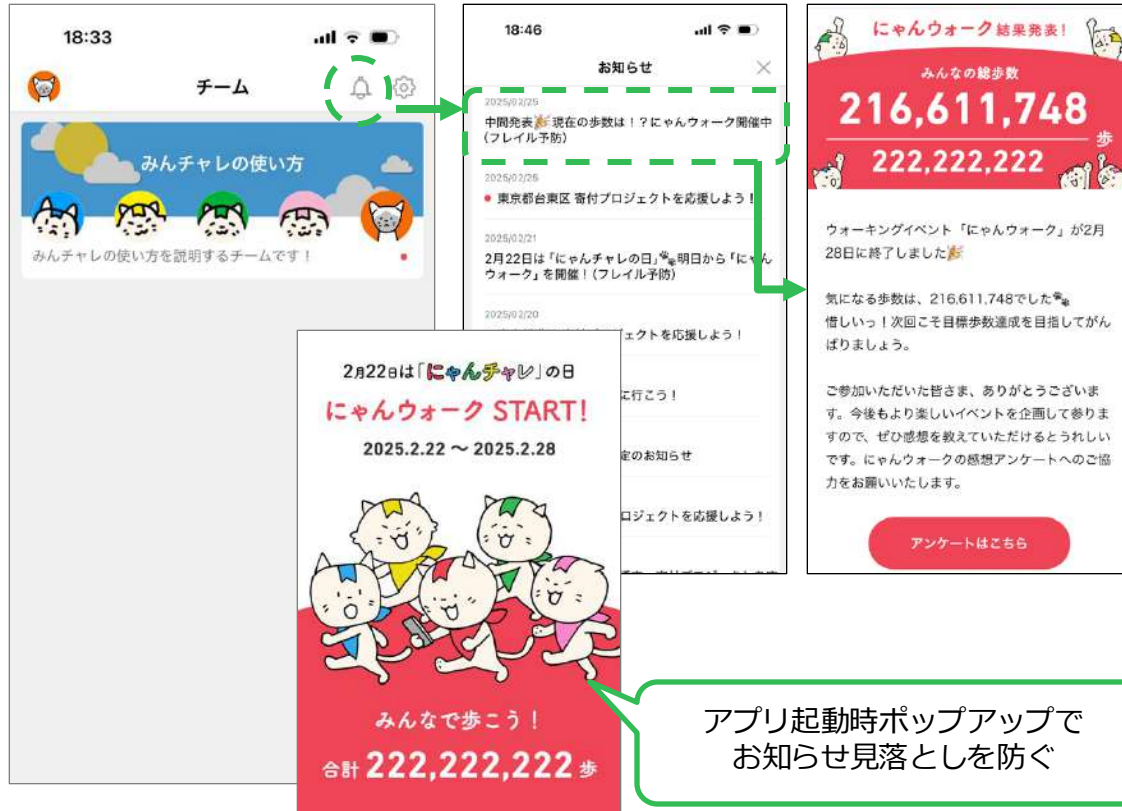 18:33
チーム
みんチャレの使い方
みんチャレの使い方を説明するチームです！
18:46
お知らせ
2025/02/25
中間発表🎉現在の歩数は！？にゃんウォーク開催中
(フレイル予防)
2025/02/25
東京都台東区 寄付プロジェクトを応援しよう！
2025/02/21
2月22日は「にゃんチャレの日」🐾明日から「にゃん
ウォーク」を開催！(フレイル予防)
2025/02/20
ジェクトを応援しよう！
に行こう！
定のお知らせ
ロジェクトを応援しよう！
にゃんウォーク 結果発表！
みんなの総歩数
216,611,748
歩
222,222,222
ウォーキングイベント「にゃんウォーク」が2月
28日に終了しました🎉
気になる歩数は、216,611,748でした🐾
惜しいっ！次回こそ目標歩数達成を目指してがん
ばりましょう。
ご参加いただいた皆さま、ありがとうございま
す。今後もより楽しいイベントを企画して参りま
すので、ぜひ感想を教えていただけるとうれしい
です。にゃんウォークの感想アンケートへのご協
力をお願いいたします。
アンケートはこちら
2月22日は「にゃんチャレ」の日
にゃんウォーク START!
2025.2.22 ～ 2025.2.28
みんなで歩こう！
合計 222,222,222 歩
アプリ起動時ポップアップで
お知らせ見落としを防ぐ